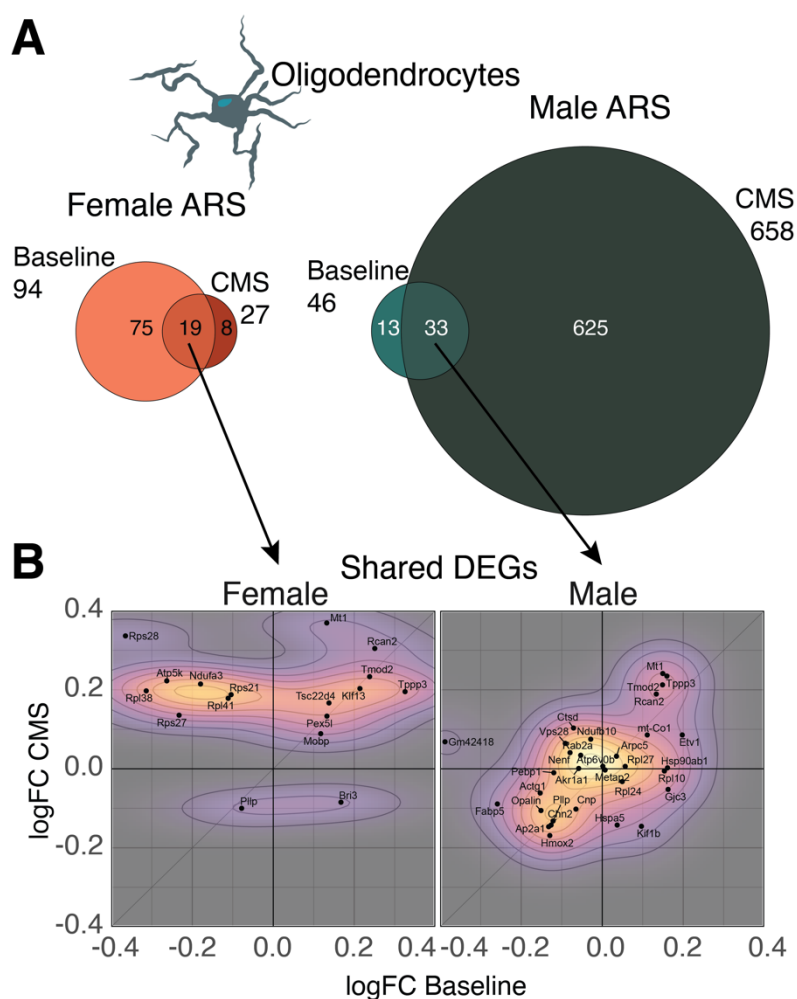 A
Oligodendrocytes
Male ARS
Female ARS
CMS
658
Baseline
94
CMS
27
Baseline
46
75
19
8
13
33
625
B
Shared DEGs
Female
Male
0.4
0.2
0.0
-0.2
-0.4
logFC CMS
Mt1
Rps28
Rcan2
Atp5k
Ndufa3
Tmod2
Rps21
Rpl38
Rpl41
Tsc22d4
Klf13
Tppp3
Rps27
Pex5l
Mobp
Pllp
Bri3
Mt1
Tppp3
Tmod2
Rcan2
Ctsd
Ndufb10
mt-Co1
Vps28
Gm42418
Rab2a
Arpc5
Etv1
Nenf
Atp6v0b
Rpl27
Hsp90ab1
Pebp1
Akr1a1
Metap2
Rpl10
Actg1
Rpl24
Gjc3
Opalin
Pllp
Cnp
Fabp5
Chn2
Hspa5
Ap2a1
Kif1b
Hmox2
-0.4
-0.2
0.0
0.2
0.4
-0.4
-0.2
0.0
0.2
0.4
logFC Baseline